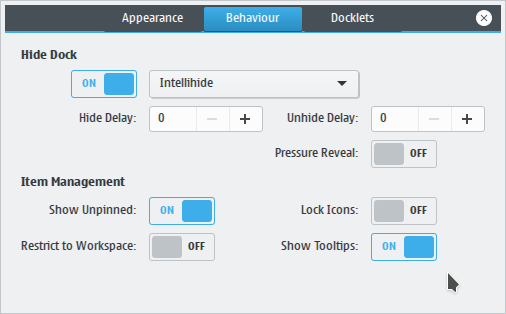 Appearance Behaviour Docklets
Hide Dock
ON Intellihide
Hide Delay: 0 Unhide Delay: 0
Pressure Reveal: OFF
Item Management
Show Unpinned: ON Lock Icons: OFF
Restrict to Workspace: OFF Show Tooltips: ON